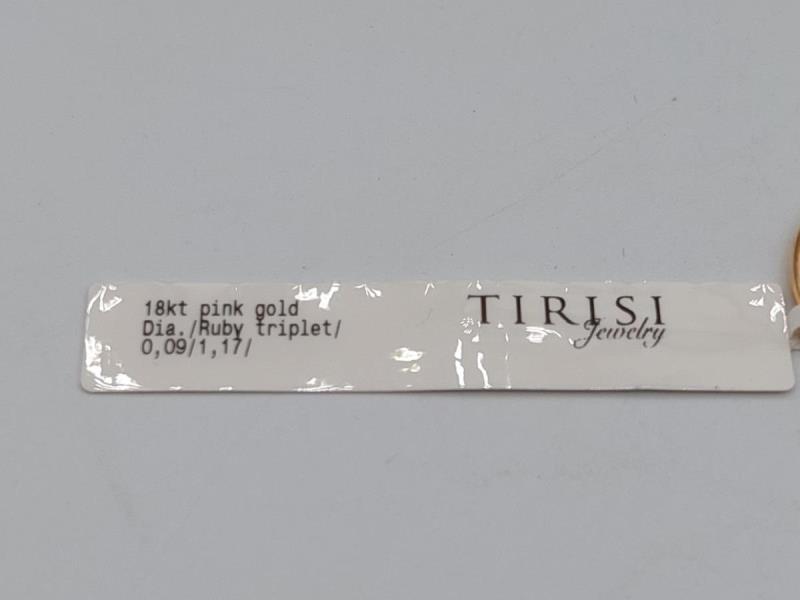 18kt pink gold
Dia./Ruby triplet/
0,09/1,17/
TIRISI
Jewelry